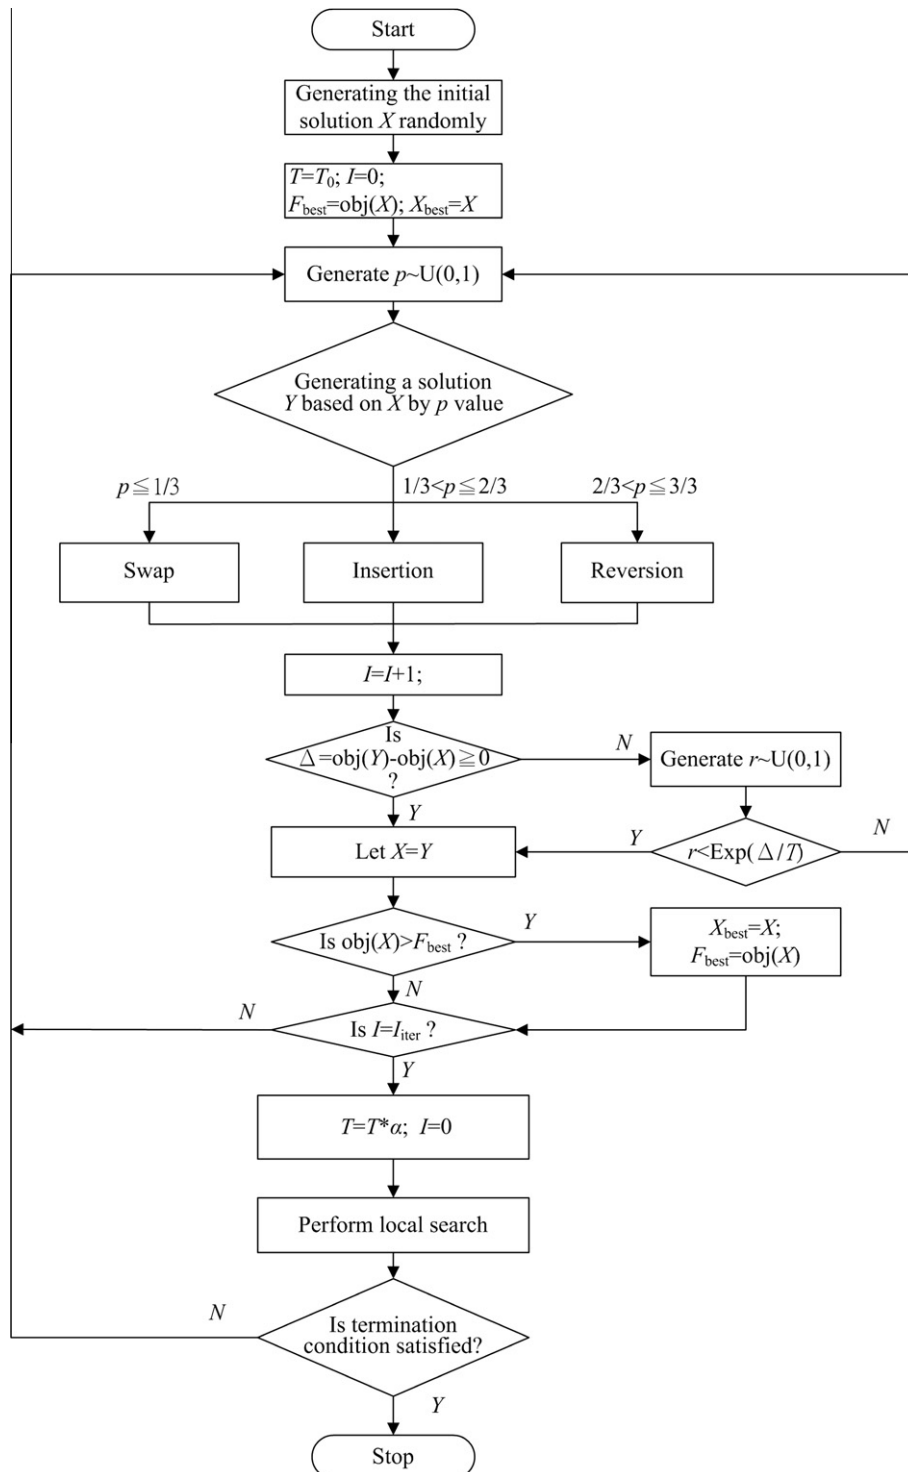 Start
Generating the initial
solution X randomly
T=T0; I=0;
Fbest=obj(X); Xbest=X
Generate p~U(0,1)
Generating a solution
Y based on X by p value
p≦1/3
1/3<p≦2/3
2/3<p≦3/3
Swap
Insertion
Reversion
I=I+1;
Is
Δ=obj(Y)-obj(X)≧0
?
N
Generate r~U(0,1)
Y
Let X=Y
Y
r<Exp(Δ/T)
N
Is obj(X)>Fbest ?
Y
Xbest=X;
Fbest=obj(X)
N
N
Is I=Iiter ?
Y
T=T*α; I=0
Perform local search
N
Is termination
condition satisfied?
Y
Stop